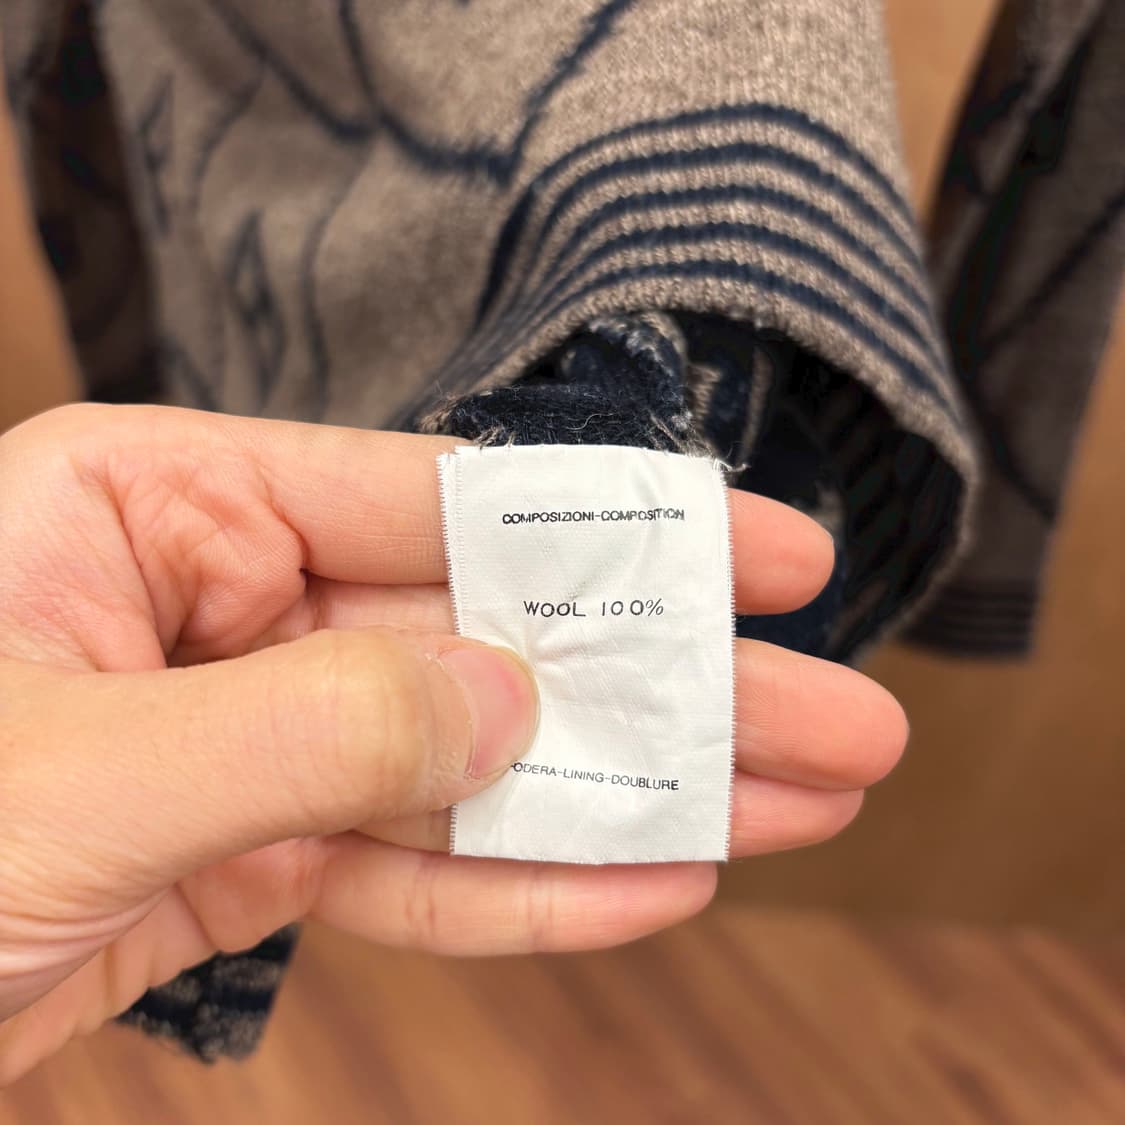 COMPOSIZIONI-COMPOSITION
WOOL 100%
ODERA-LINING-DOUBLURE